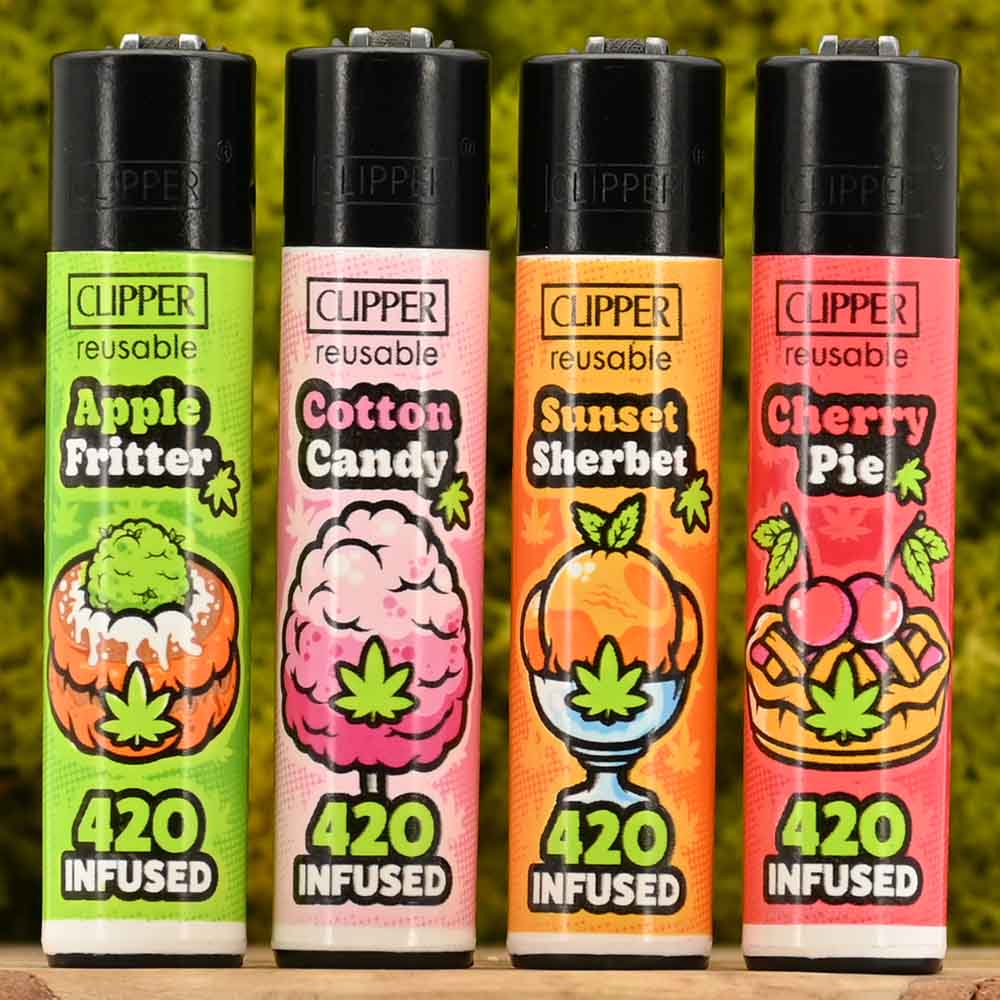 CLIPPER
CLIPPER
reusable
Apple
Fritter
420
INFUSED
CLIPPER
CLIPPER
reusable
Cotton
Candy
420
INFUSED
CLIPPER
CLIPPER
reusable
Sunset
Sherbet
420
INFUSED
CLIPPER
CLIPPER
reusable
Cherry
Pie
420
INFUSED